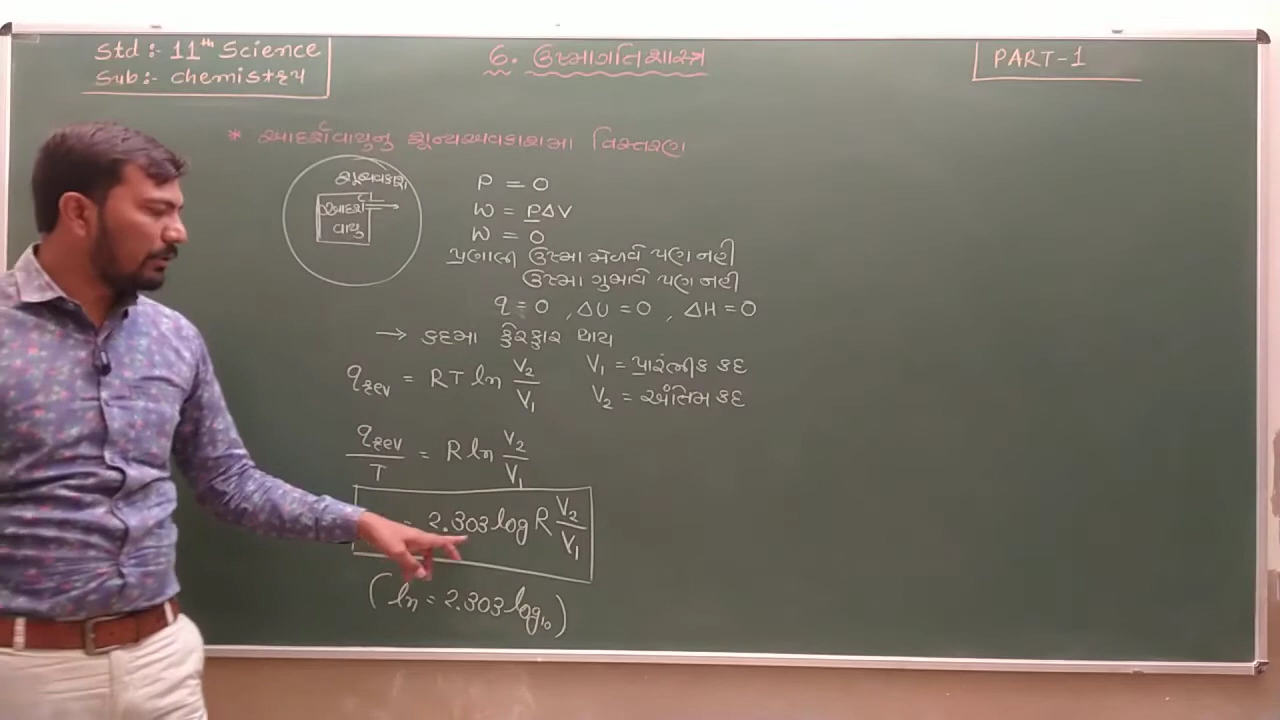 Std :- 11th Science
Sub :- chemistry
6. ઉષ્માગતિશાસ્ત્ર
PART-1
* આદર્શવાયુનુ શૂન્યઅવકાશમા વિસ્તરણ
શૂન્યવકાશ
આદર્શ
વાયુ
P = 0
W = PΔV
W = 0
પ્રણાલી ઉષ્મા મેળવે પણ નહી
ઉષ્મા ગુમાવે પણ નહી
q = 0 , ΔU = 0 , ΔH = 0
→ કદમા ફેરફાર થાય
qrev = RT ln V2/V1
V1 = પારંભીક કદ
V2 = અંતિમ કદ
qrev/T = R ln V2/V1
= 2.303 log R V2/V1
(ln = 2.303 log10)